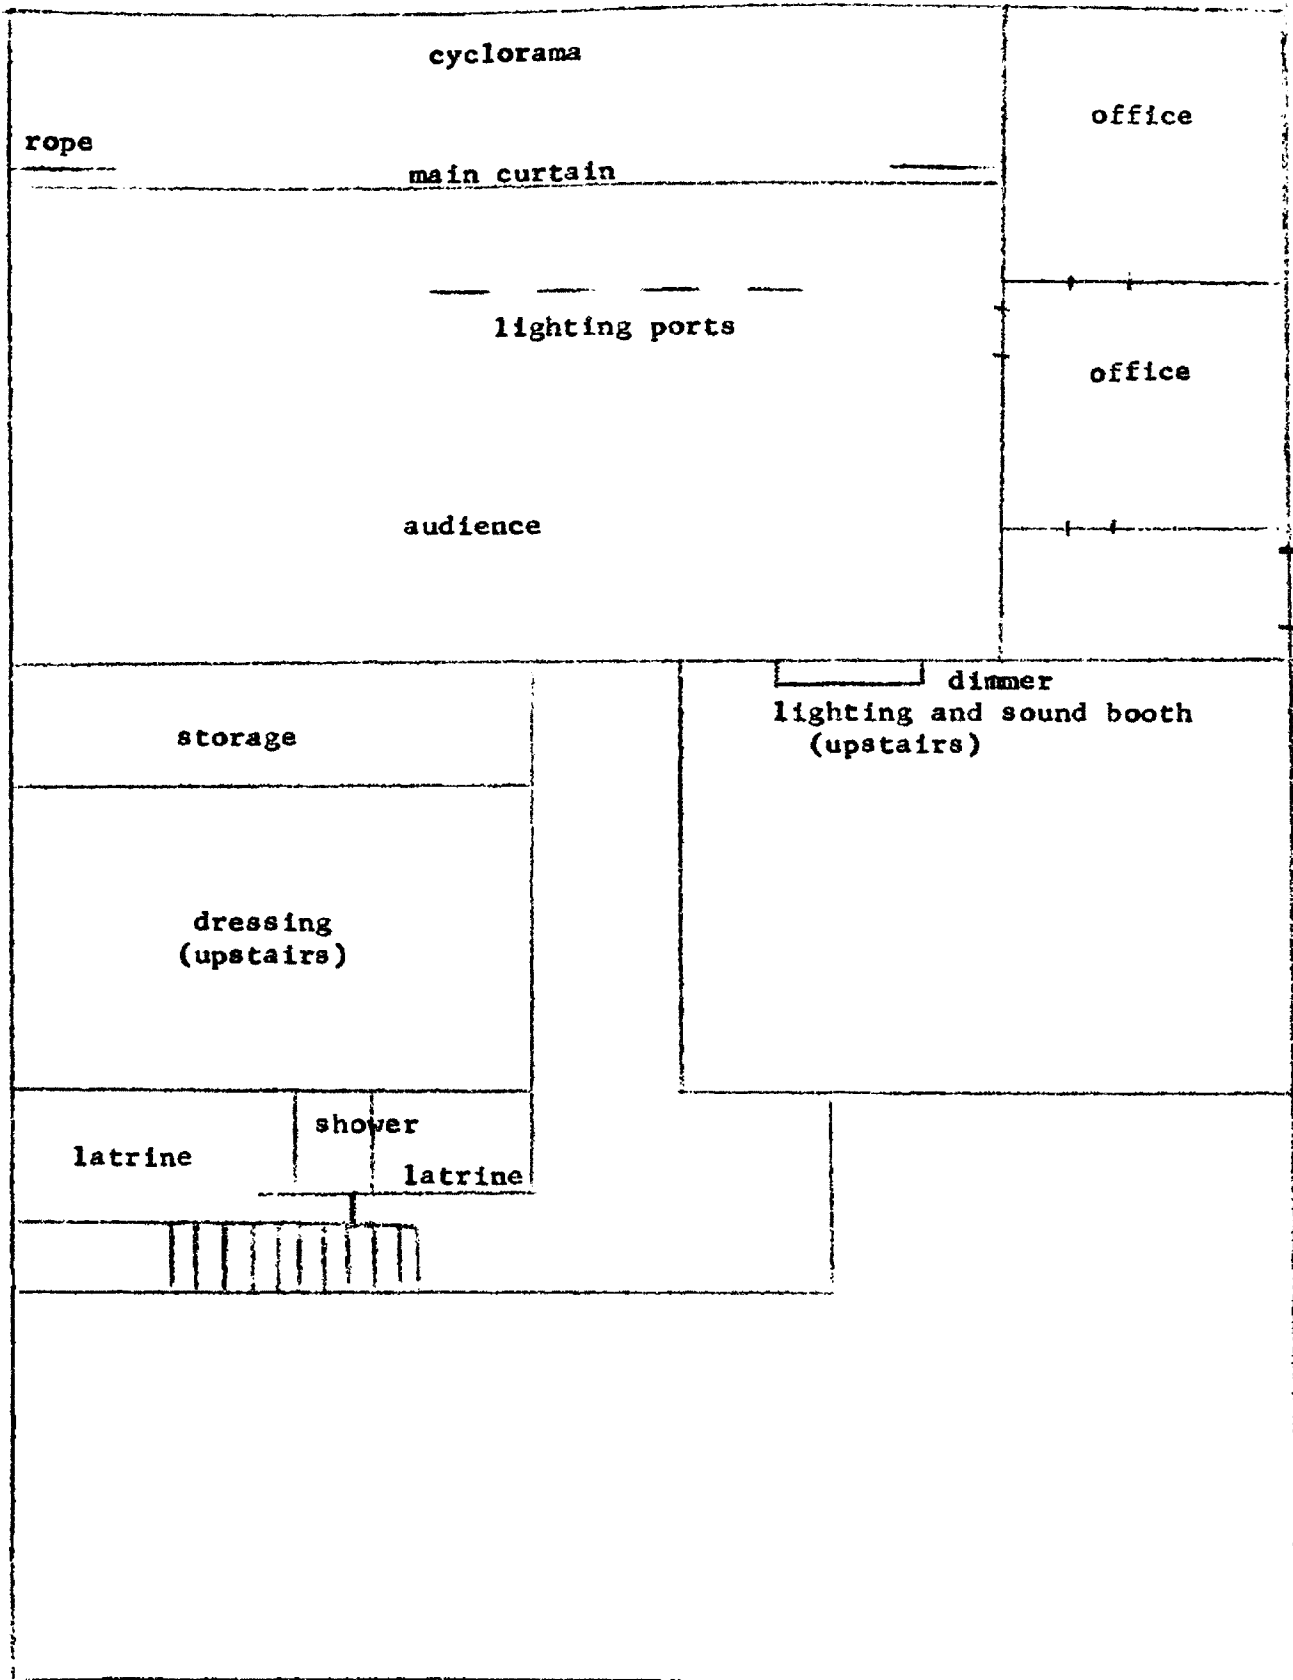 cyclorama
office
rope
main curtain
lighting ports
office
audience
dimmer
lighting and sound booth
(upstairs)
storage
dressing
(upstairs)
shower
latrine
latrine